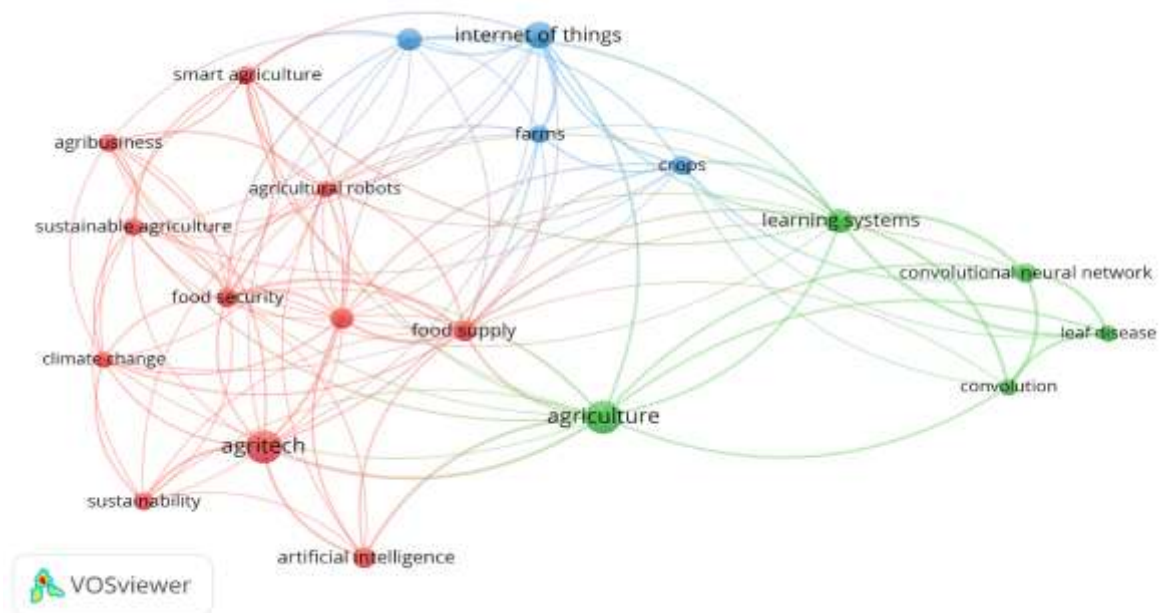 internet of things
smart agriculture
farms
agribusiness
crops
agricultural robots
learning systems
sustainable agriculture
convolutional neural network
food security
food supply
leaf disease
climate change
convolution
agriculture
agritech
sustainability
artificial intelligence
VOSviewer